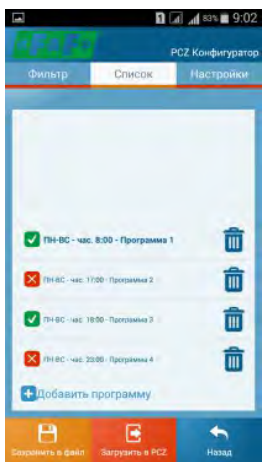 1 83% 9:02
F&F
PCZ Конфигуратор
Фильтр Список Настройки
ПН-ВС - час. 8:00 - Программа 1
ПН-ВС - час. 17:00 - Программа 2
ПН-ВС - час. 18:00 - Программа 3
ПН-ВС - час. 20:00 - Программа 4
Добавить программу
Сохранить в файл Загрузить в PCZ Назад